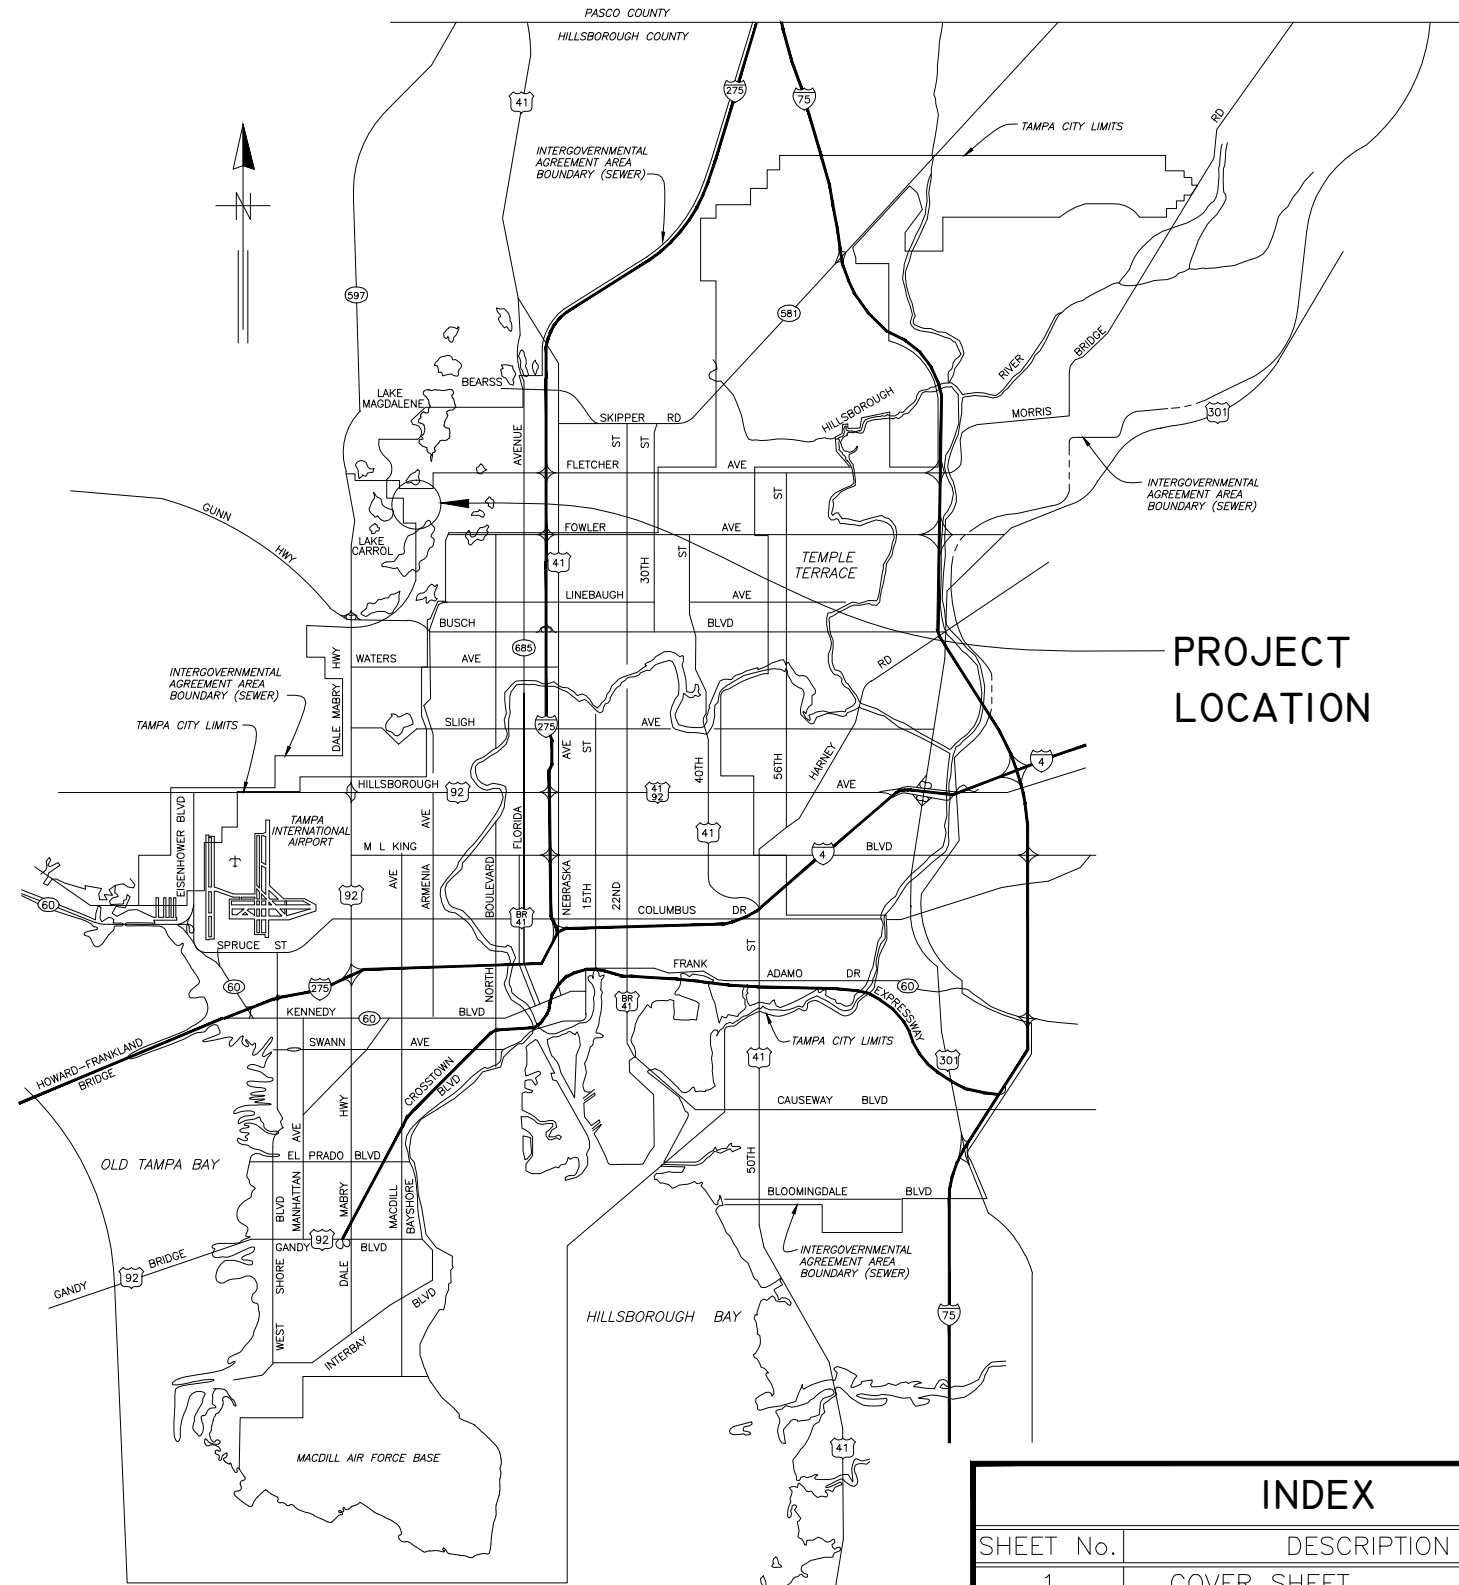 PASCO COUNTY
HILLSBOROUGH COUNTY
41
275
75
RD
TAMPA CITY LIMITS
INTERGOVERNMENTAL
AGREEMENT AREA
BOUNDARY (SEWER)
N
597
581
BRIDGE
RIVER
BEARSS
LAKE
MAGDALENE
HILLSBOROUGH
SKIPPER RD
MORRIS
301
AVENUE
ST
ST
FLETCHER AVE
ST
INTERGOVERNMENTAL
AGREEMENT AREA
BOUNDARY (SEWER)
GUNN
HWY
LAKE
CARROL
FOWLER AVE
41
30TH
ST
TEMPLE
TERRACE
LINEBAUGH AVE
BUSCH BLVD
685
PROJECT
LOCATION
WATERS AVE
HWY
RD
INTERGOVERNMENTAL
AGREEMENT AREA
BOUNDARY (SEWER)
TAMPA CITY LIMITS
DALE MABRY
SLIGH AVE
275
AVE
ST
40TH
56TH
HARNEY
4
HILLSBOROUGH AVE
92
41
92
EISENHOWER BLVD
TAMPA
INTERNATIONAL
AIRPORT
AVE
FLORIDA
41
M L KING BLVD
4
92
AVE
ARMENIA
BOULEVARD
NEBRASKA
15TH
22ND
60
BR
41
COLUMBUS DR
SPRUCE ST
ST
FRANK
ADAMO DR
60
60
275
NORTH
BR
41
EXPRESSWAY
KENNEDY
60
BLVD
SWANN AVE
TAMPA CITY LIMITS
HOWARD-FRANKLAND
BRIDGE
CROSSTOWN
BLVD
41
301
HWY
CAUSEWAY BLVD
AVE
OLD TAMPA BAY
EL PRADO BLVD
50TH
BLVD
MANHATTAN
MABRY
MACDILL
BAYSHORE
BLOOMINGDALE BLVD
92
GANDY BLVD
INTERGOVERNMENTAL
AGREEMENT AREA
BOUNDARY (SEWER)
GANDY
92
BRIDGE
SHORE
DALE
BLVD
HILLSBOROUGH BAY
75
WEST
INTERBAY
41
MACDILL AIR FORCE BASE
INDEX
SHEET No. DESCRIPTION
1 COVER SHEET